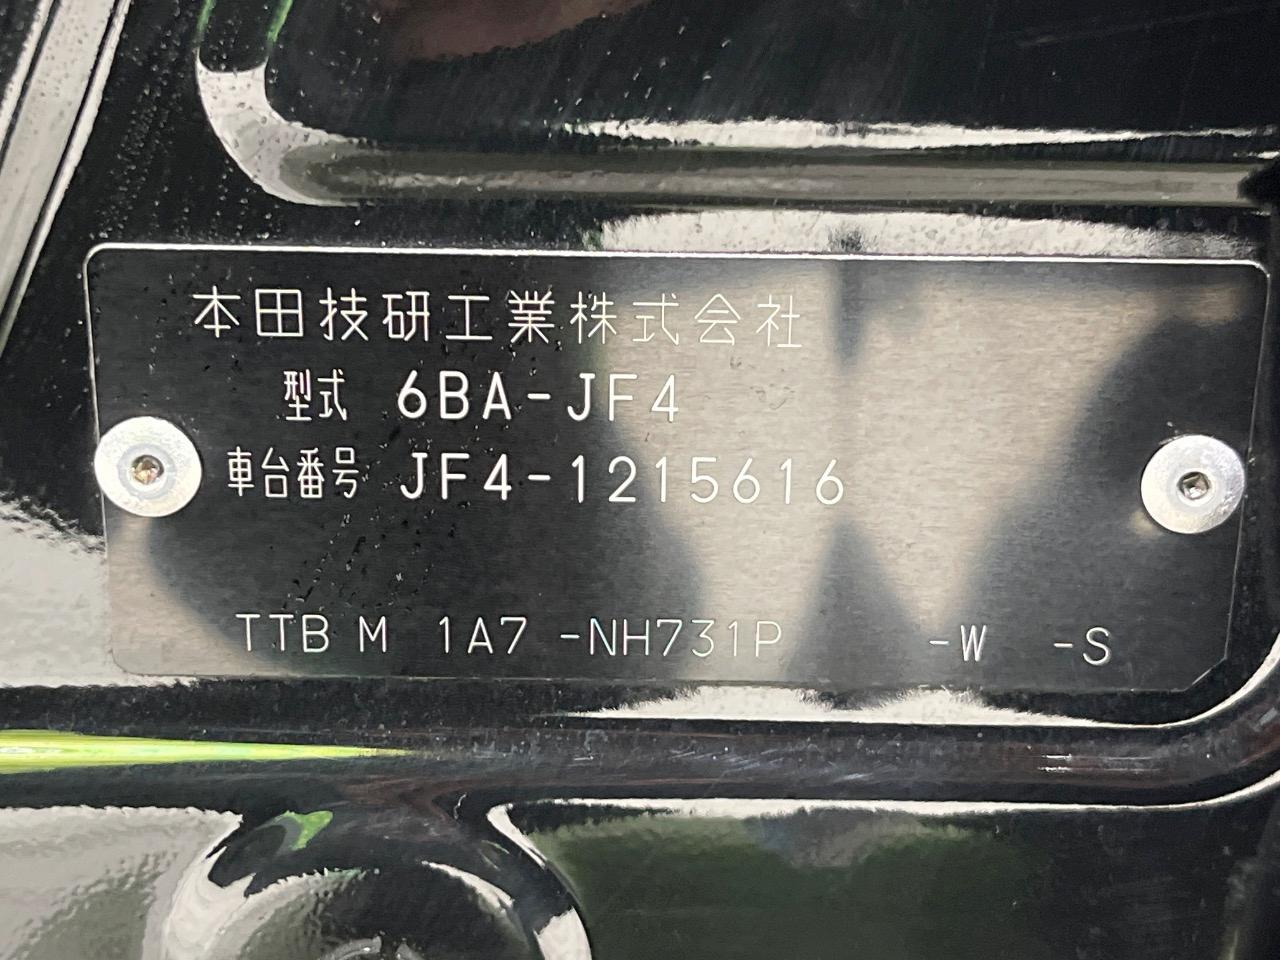 本田技研工業株式会社
型式 6BA-JF4
車台番号 JF4-1215616
TTB M 1A7 -NH731P -W -S